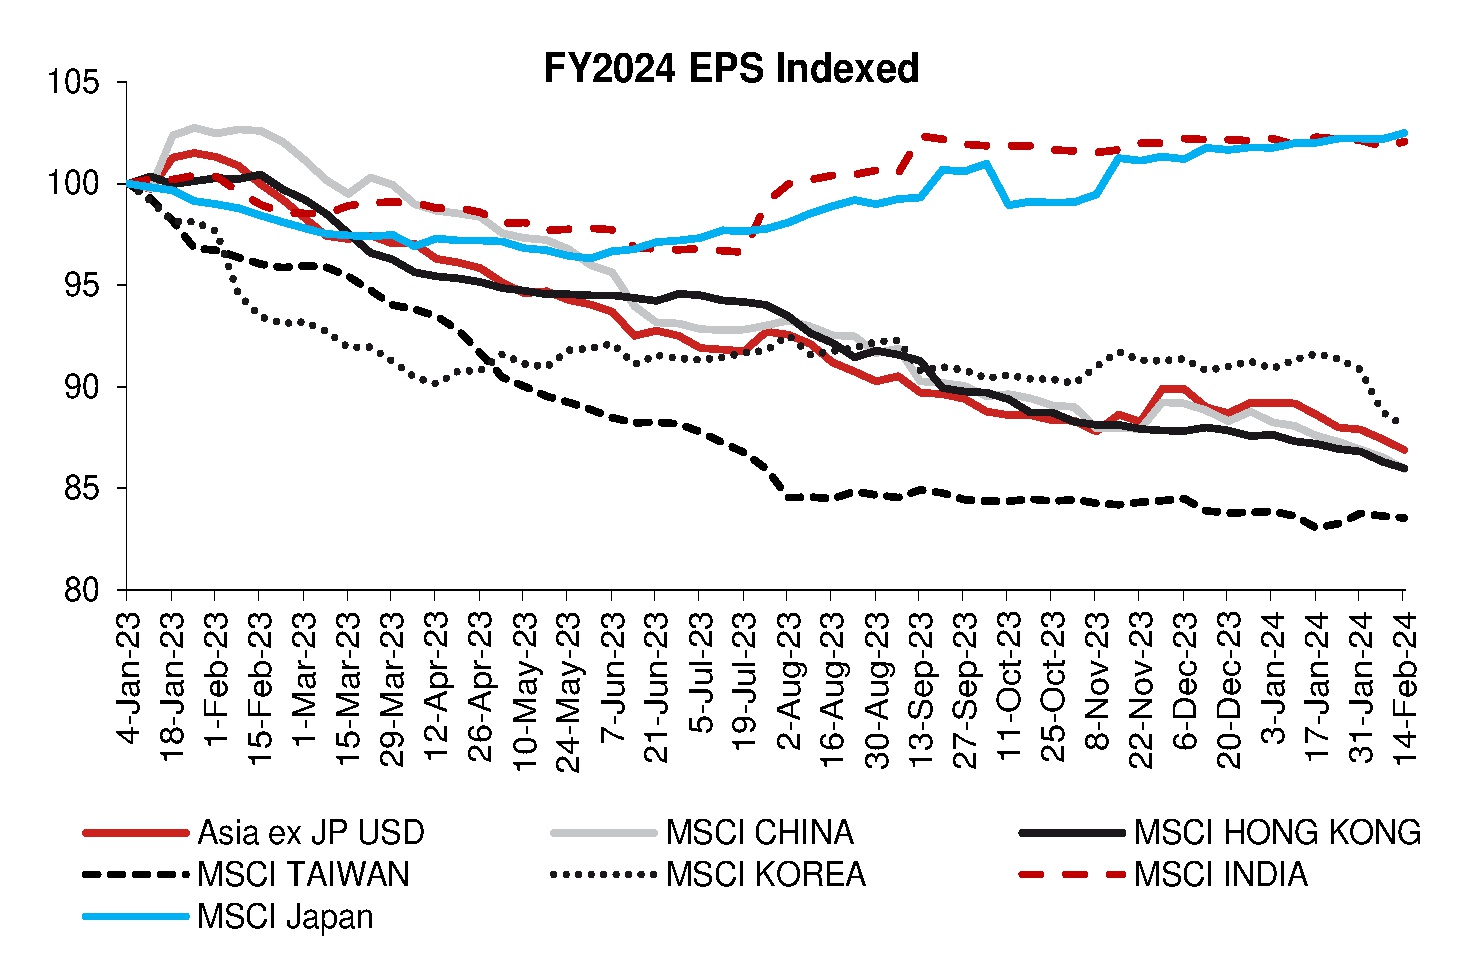 FY2024 EPS Indexed
105
100
95
90
85
80
4-Jan-23
18-Jan-23
1-Feb-23
15-Feb-23
1-Mar-23
15-Mar-23
29-Mar-23
12-Apr-23
26-Apr-23
10-May-23
24-May-23
7-Jun-23
21-Jun-23
5-Jul-23
19-Jul-23
2-Aug-23
16-Aug-23
30-Aug-23
13-Sep-23
27-Sep-23
11-Oct-23
25-Oct-23
8-Nov-23
22-Nov-23
6-Dec-23
20-Dec-23
3-Jan-24
17-Jan-24
31-Jan-24
14-Feb-24
Asia ex JP USD MSCI CHINA MSCI HONG KONG
MSCI TAIWAN MSCI KOREA MSCI INDIA
MSCI Japan